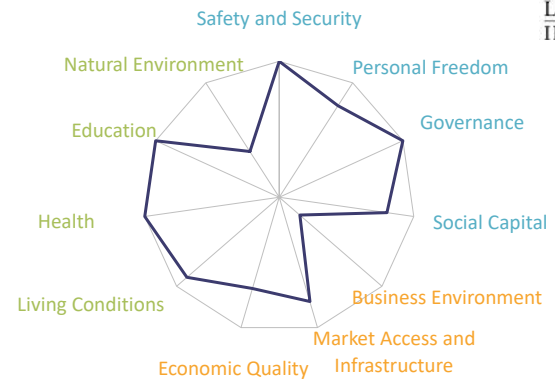 Safety and Security
Natural Environment
Personal Freedom
Education
Governance
Health
Social Capital
Living Conditions
Business Environment
Market Access and
Infrastructure
Economic Quality